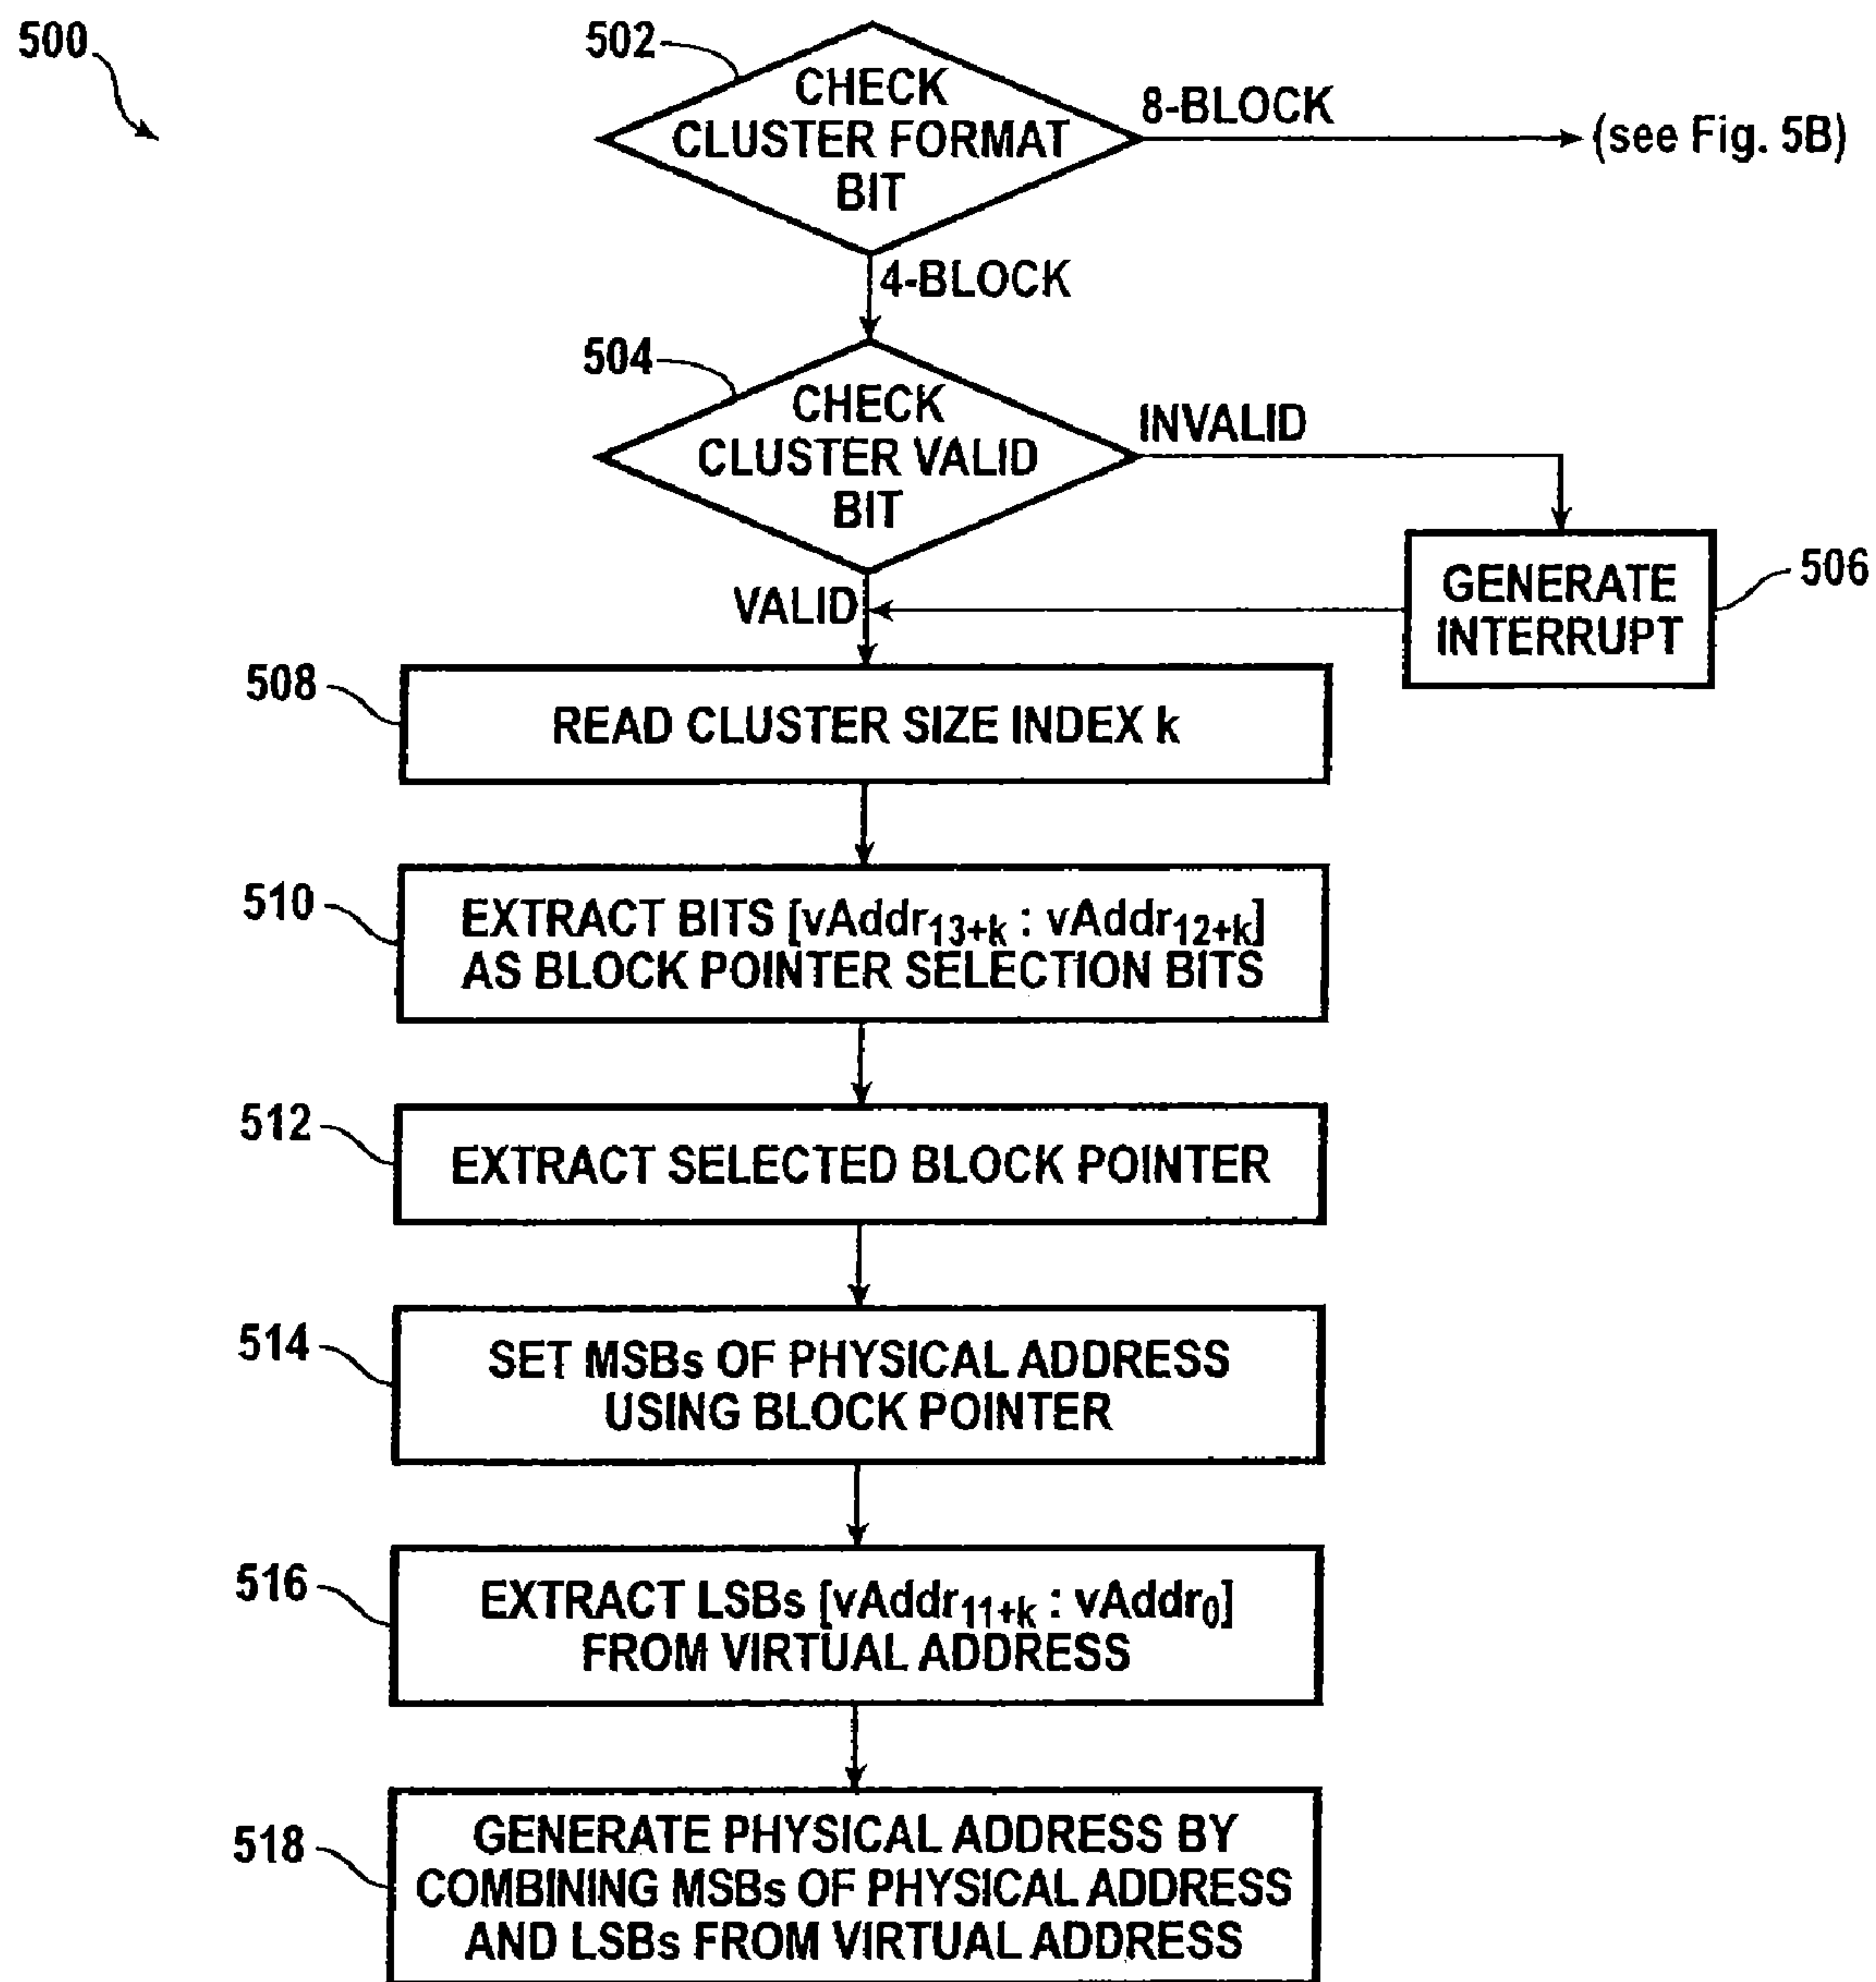 500
502
CHECK
CLUSTER FORMAT
BIT
8-BLOCK
(see Fig. 5B)
4-BLOCK
504
CHECK
CLUSTER VALID
BIT
INVALID
VALID
GENERATE
INTERRUPT
506
508
READ CLUSTER SIZE INDEX k
510
EXTRACT BITS [vAddr13+k : vAddr12+k]
AS BLOCK POINTER SELECTION BITS
512
EXTRACT SELECTED BLOCK POINTER
514
SET MSBs OF PHYSICAL ADDRESS
USING BLOCK POINTER
516
EXTRACT LSBs [vAddr11+k : vAddr0]
FROM VIRTUAL ADDRESS
518
GENERATE PHYSICAL ADDRESS BY
COMBINING MSBs OF PHYSICAL ADDRESS
AND LSBs FROM VIRTUAL ADDRESS